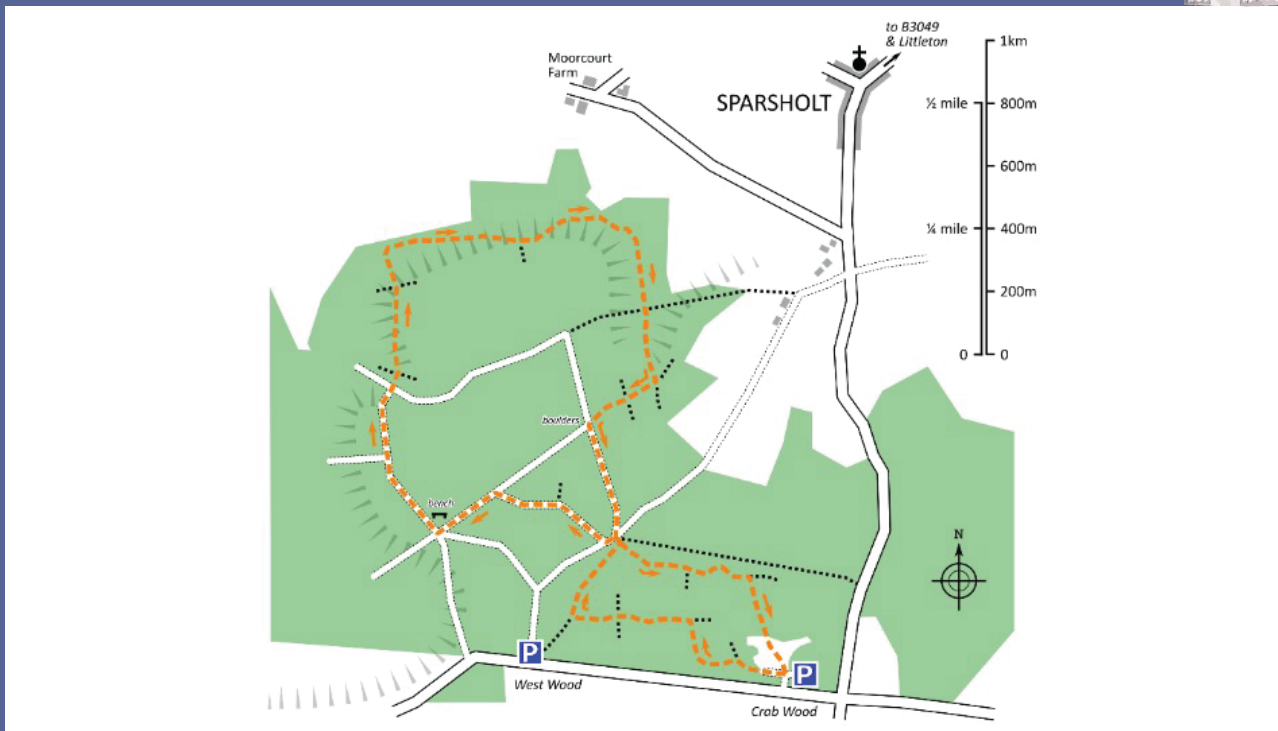 to B3049
& Littleton
1km
Moorcourt
Farm
SPARSHOLT
½ mile
800m
600m
¼ mile
400m
200m
0
0
boulders
bench
N
P
West Wood
P
Crab Wood